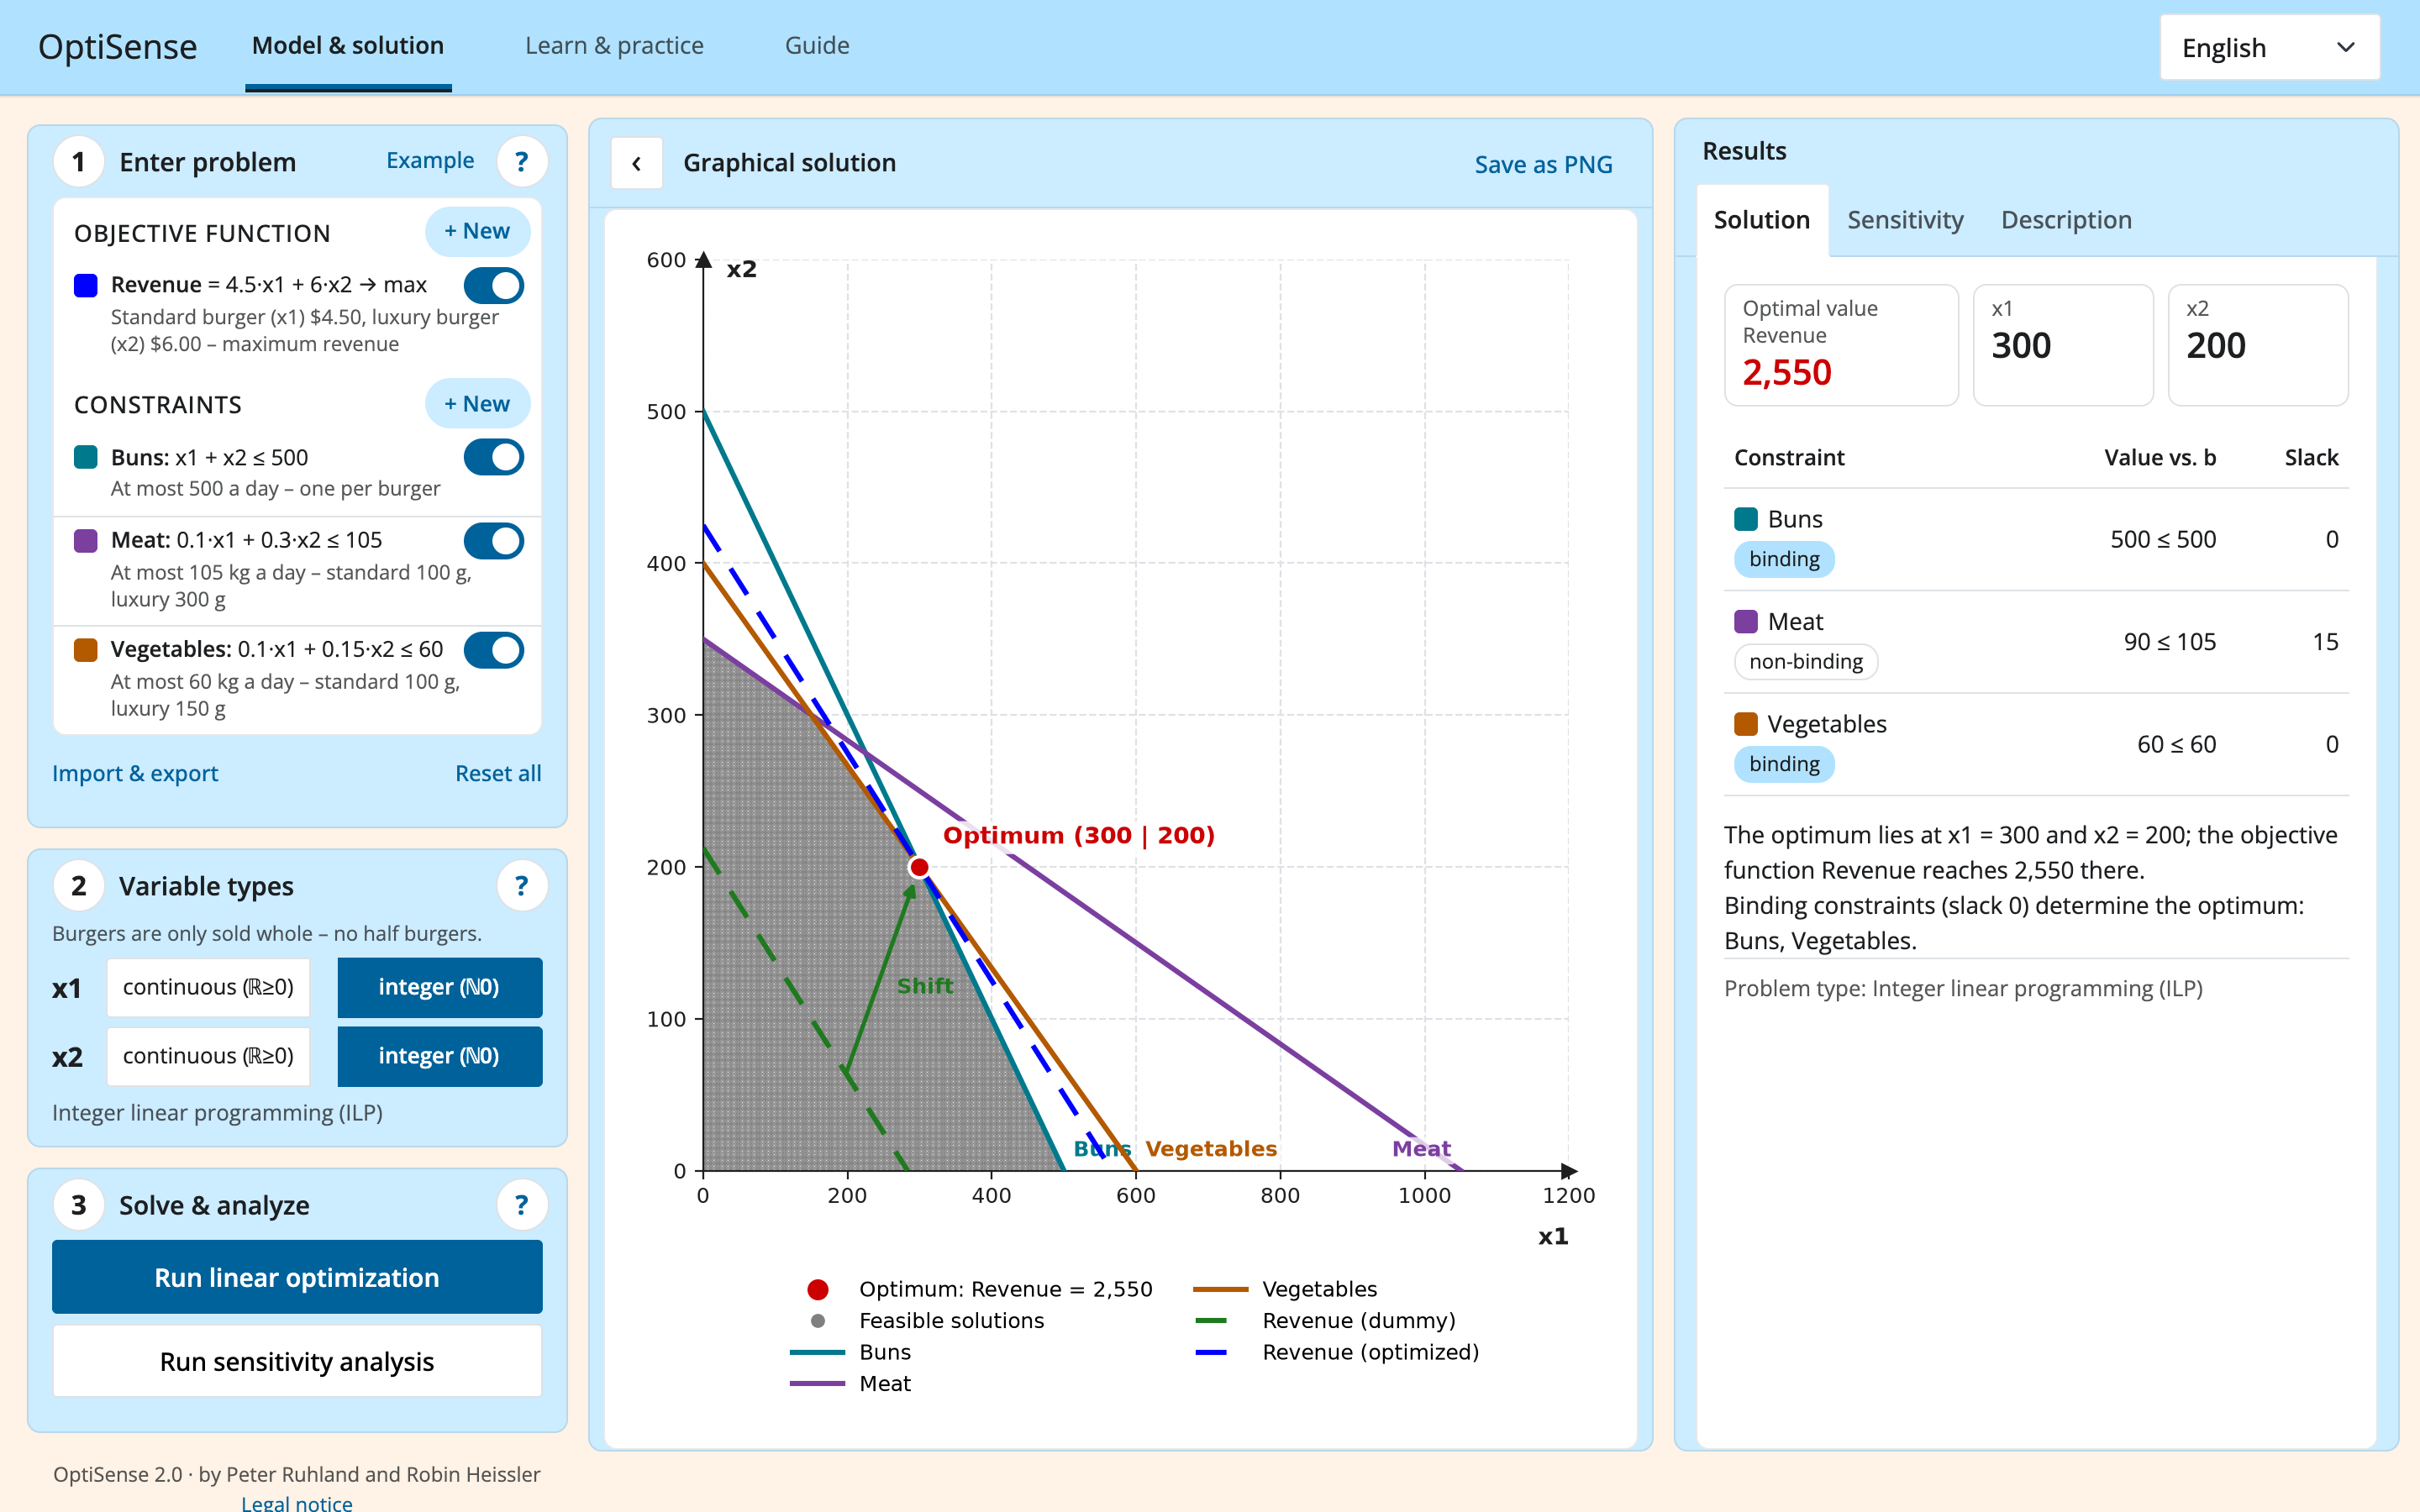 OptiSense
Model & solution
Learn & practice
Guide
English
1
Enter problem
Example
?
OBJECTIVE FUNCTION
+ New
Revenue = 4.5·x1 + 6·x2 → max
Standard burger (x1) $4.50, luxury burger
(x2) $6.00 – maximum revenue
CONSTRAINTS
+ New
Buns: x1 + x2 ≤ 500
At most 500 a day – one per burger
Meat: 0.1·x1 + 0.3·x2 ≤ 105
At most 105 kg a day – standard 100 g,
luxury 300 g
Vegetables: 0.1·x1 + 0.15·x2 ≤ 60
At most 60 kg a day – standard 100 g,
luxury 150 g
Import & export
Reset all
2
Variable types
?
Burgers are only sold whole – no half burgers.
x1
continuous (ℝ≥0)
integer (ℕ0)
x2
continuous (ℝ≥0)
integer (ℕ0)
Integer linear programming (ILP)
3
Solve & analyze
?
Run linear optimization
Run sensitivity analysis
OptiSense 2.0 · by Peter Ruhland and Robin Heissler
Legal notice
‹
Graphical solution
Save as PNG
600
x2
500
400
300
200
100
0
Optimum (300 | 200)
Shift
Buns
Vegetables
Meat
0
200
400
600
800
1000
1200
x1
Optimum: Revenue = 2,550
Feasible solutions
Buns
Meat
Vegetables
Revenue (dummy)
Revenue (optimized)
Results
Solution
Sensitivity
Description
Optimal value
Revenue
2,550
x1
300
x2
200
Constraint
Value vs. b
Slack
Buns
binding
500 ≤ 500
0
Meat
non-binding
90 ≤ 105
15
Vegetables
binding
60 ≤ 60
0
The optimum lies at x1 = 300 and x2 = 200; the objective
function Revenue reaches 2,550 there.
Binding constraints (slack 0) determine the optimum:
Buns, Vegetables.
Problem type: Integer linear programming (ILP)